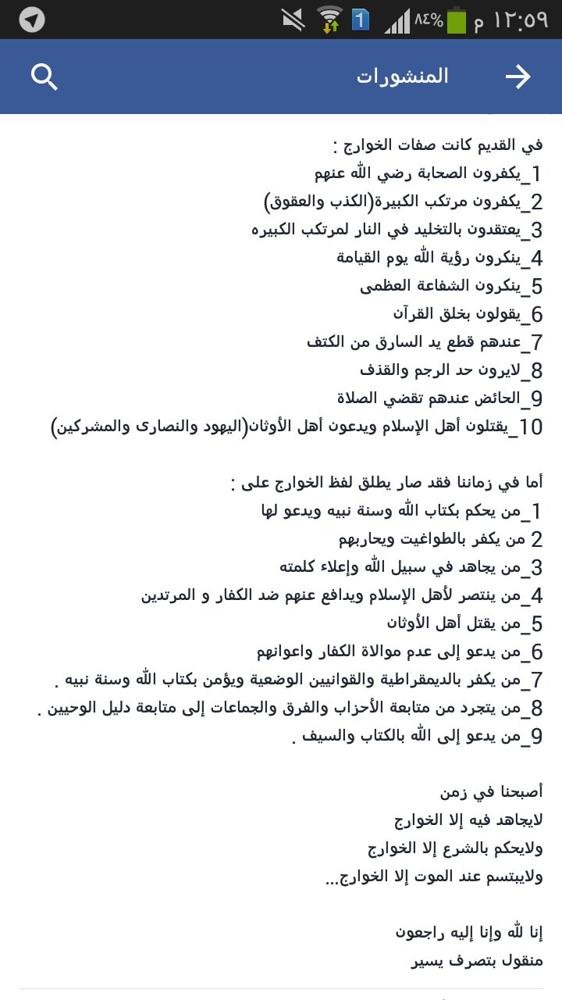 ١٢:٥٩ م ٨٤% 1
المنشورات
في القديم كانت صفات الخوارج :
1_يكفرون الصحابة رضي الله عنهم
2_يكفرون مرتكب الكبيرة(الكذب والعقوق)
3_يعتقدون بالتخليد في النار لمرتكب الكبيره
4_ينكرون رؤية الله يوم القيامة
5_ينكرون الشفاعة العظمى
6_يقولون بخلق القرآن
7_عندهم قطع يد السارق من الكتف
8_لايرون حد الرجم والقذف
9_الحائض عندهم تقضي الصلاة
10_يقتلون أهل الإسلام ويدعون أهل الأوثان(اليهود والنصارى والمشركين)
أما في زماننا فقد صار يطلق لفظ الخوارج على :
1_من يحكم بكتاب الله وسنة نبيه ويدعو لها
2 من يكفر بالطواغيت ويحاربهم
3_من يجاهد في سبيل الله وإعلاء كلمته
4_من ينتصر لأهل الإسلام ويدافع عنهم ضد الكفار و المرتدين
5_من يقتل أهل الأوثان
6_من يدعو إلى عدم موالاة الكفار واعوانهم
7_من يكفر بالديمقراطية والقوانيين الوضعية ويؤمن بكتاب الله وسنة نبيه .
8_من يتجرد من متابعة الأحزاب والفرق والجماعات إلى متابعة دليل الوحيين .
9_من يدعو إلى الله بالكتاب والسيف .
أصبحنا في زمن
لايجاهد فيه إلا الخوارج
ولايحكم بالشرع إلا الخوارج
ولايبتسم عند الموت إلا الخوارج...
إنا لله وإنا إليه راجعون
منقول بتصرف يسير